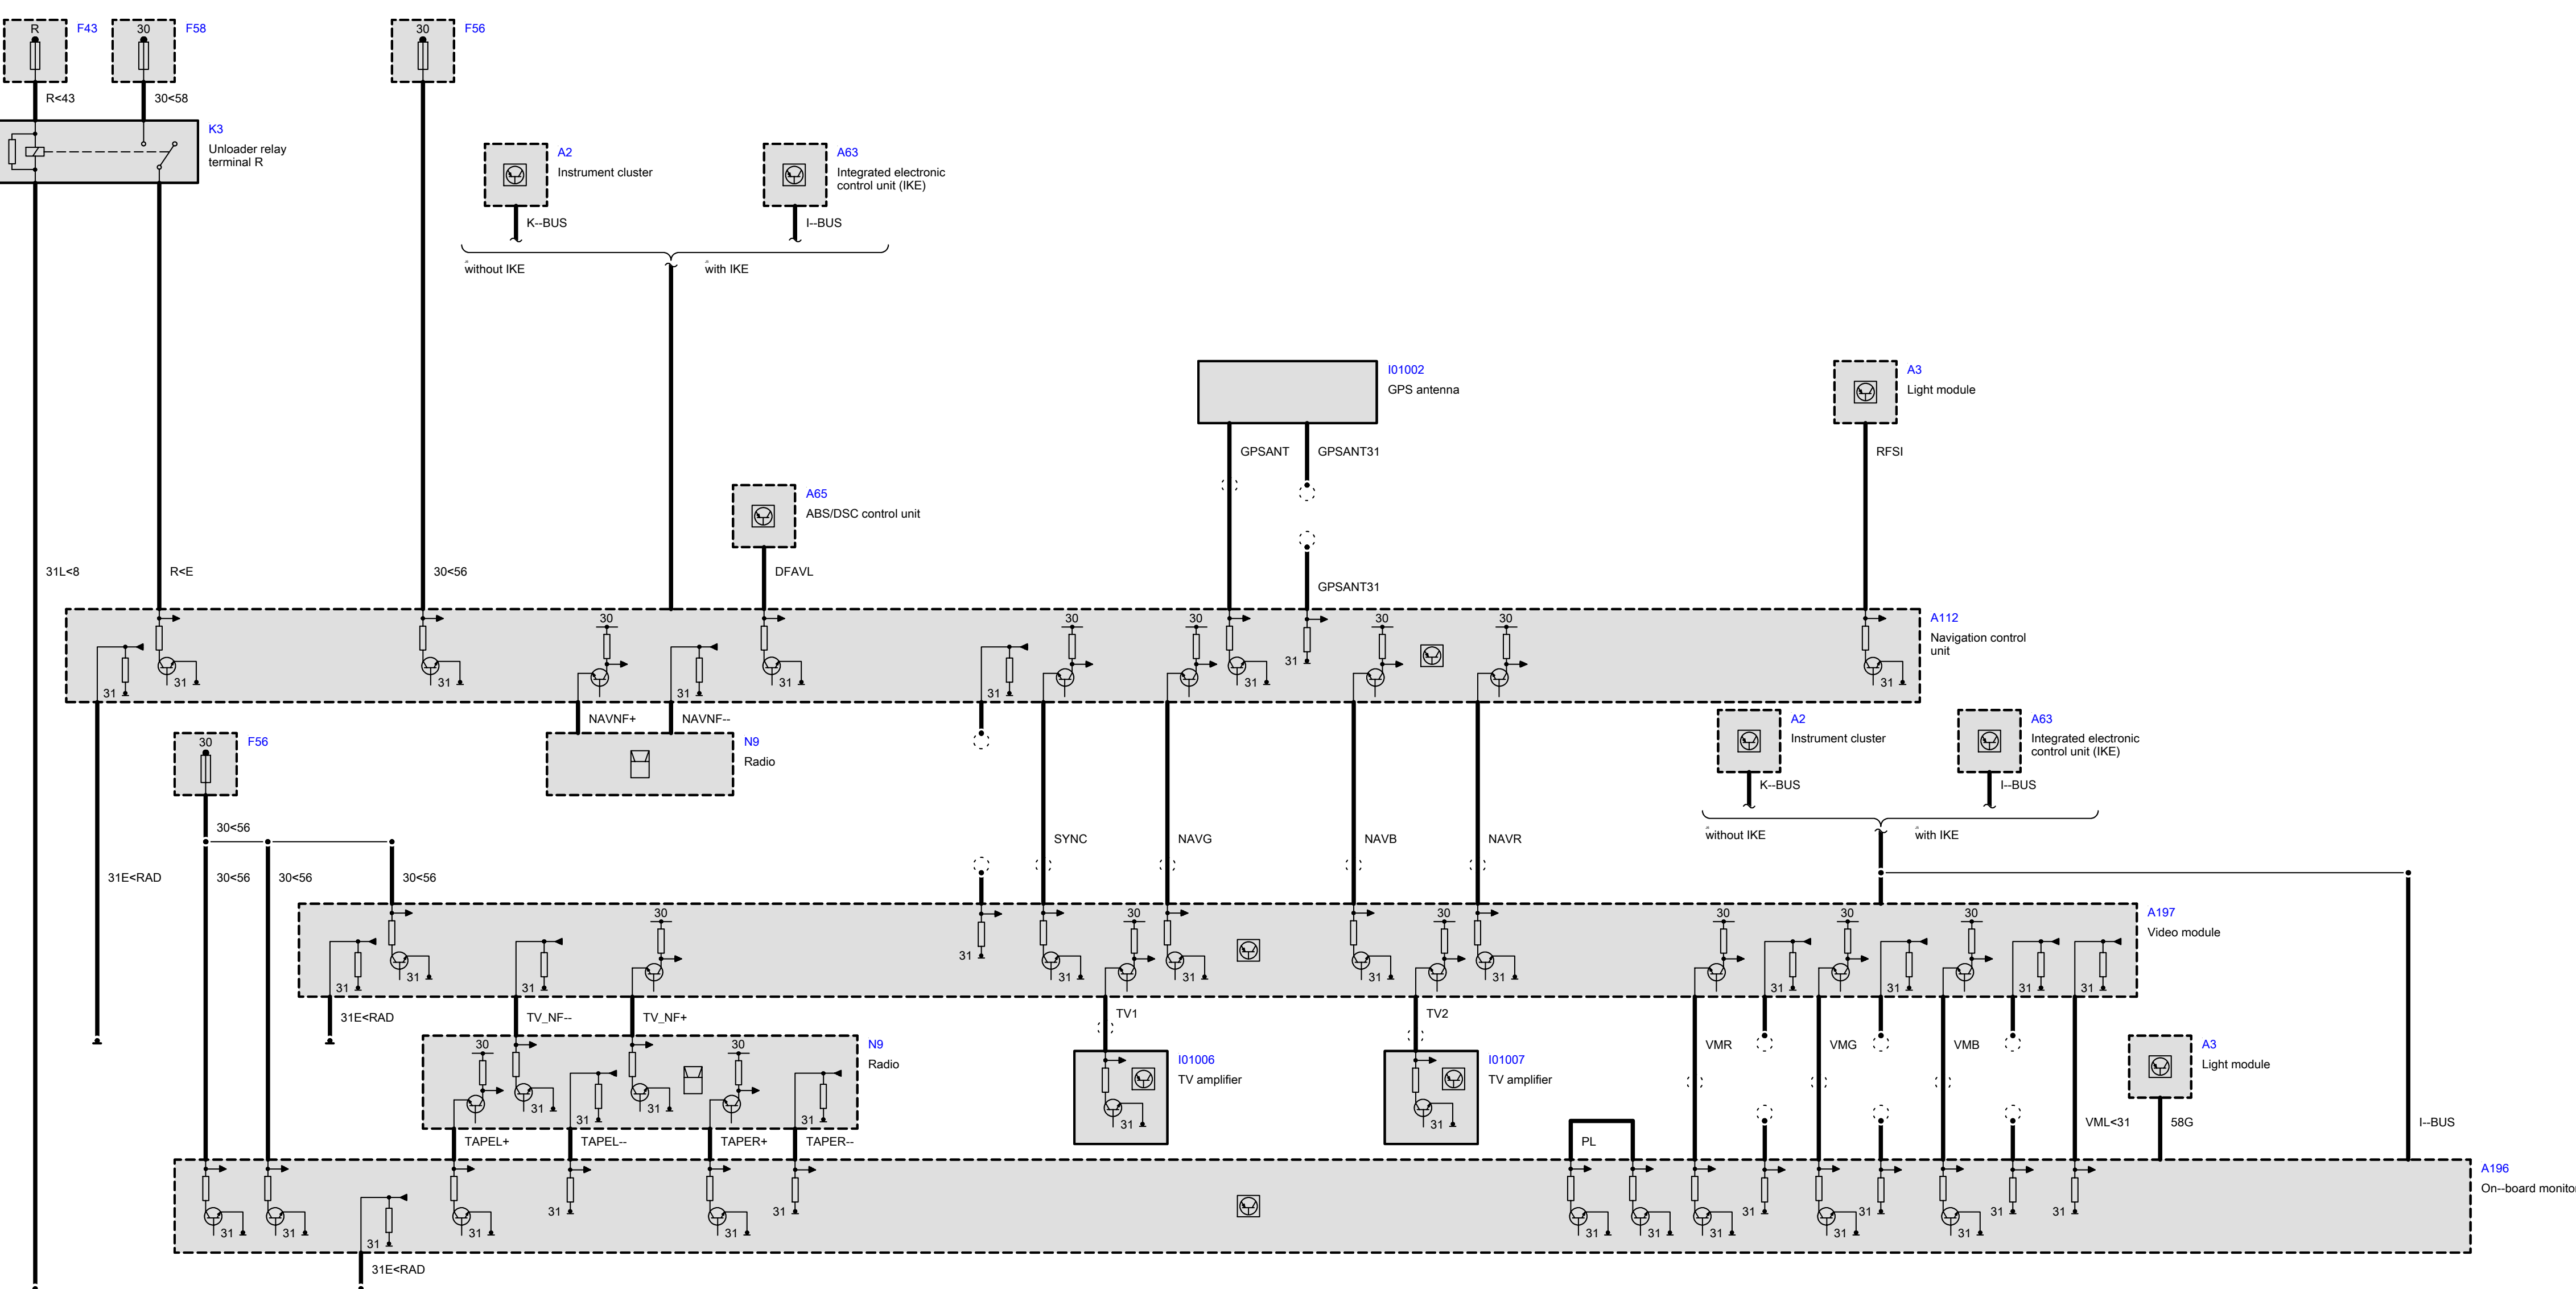 R F43
30 F58
30 F56
R<43
30<58
K3
Unloader relay
terminal R
A2
Instrument cluster
A63
Integrated electronic
control unit (IKE)
K--BUS
I--BUS
without IKE
with IKE
I01002
GPS antenna
A3
Light module
GPSANT
GPSANT31
RFSI
A65
ABS/DSC control unit
31L<8
R<E
30<56
DFAVL
GPSANT31
A112
Navigation control
unit
30 30 30 30 30
31 31 31 31
31 31 31 31 31 31
NAVNF+
NAVNF--
30 F56
N9
Radio
A2
Instrument cluster
A63
Integrated electronic
control unit (IKE)
K--BUS
I--BUS
30<56
SYNC
NAVG
NAVB
NAVR
without IKE
with IKE
31E<RAD
30<56
30<56
30<56
A197
Video module
30 30 30 30 30 30
31 31 31 31 31 31
31 31 31 31 31 31
31E<RAD
TV_NF--
TV_NF+
TV1
TV2
N9
Radio
30 30
31 31
31 31
I01006
TV amplifier
31
I01007
TV amplifier
31
VMR
VMG
VMB
A3
Light module
TAPEL+
TAPEL--
TAPER+
TAPER--
PL
VML<31
58G
I--BUS
A196
On--board monitor
31 31 31 31 31 31
31 31 31 31 31 31 31 31 31
31
31E<RAD